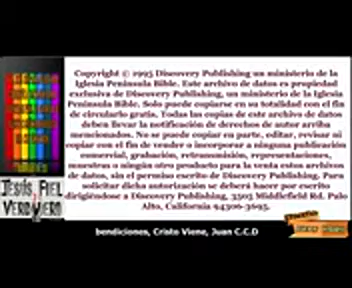 Copyright © 1995 Discovery Publishing un ministerio de la
Iglesia Peninsula Bible. Este archivo de datos es propiedad
exclusiva de Discovery Publishing, un ministerio de la Iglesia
Peninsula Bible. Solo puede copiarse en su totalidad con el fin
de circularlo gratis. Todas las copias de este archivo de datos
deben llevar la notificación de derechos de autor arriba
mencionados. No se puede copiar en parte, editar, revisar ni
copiar con el fin de vender o incorporar a ninguna publicación
comercial, grabación, retransmisión, representaciones,
muestras o ningún otro producto para la venta estos archivos
de datos, sin el permiso escrito de Discovery Publishing. Para
solicitar dicha autorización se deberá hacer por escrito
dirigiéndose a Discovery Publishing, 3505 Middlefield Rd. Palo
Alto, California 94306-3695.
JESÚS, FIEL
VERDADERO
bendiciones, Cristo Viene, Juan C.C.D